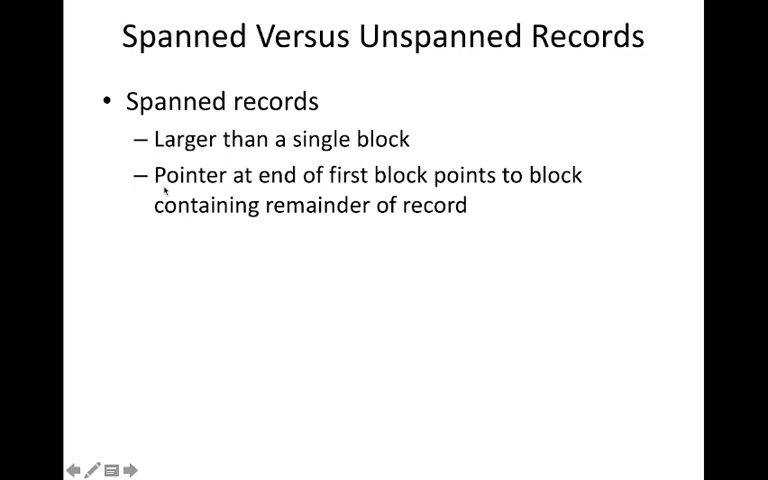 Spanned Versus Unspanned Records
• Spanned records
– Larger than a single block
– Pointer at end of first block points to block
containing remainder of record